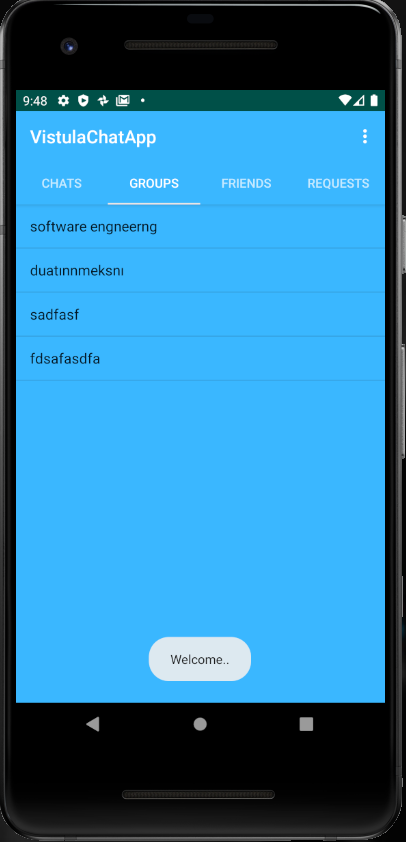 9:48
VistulaChatApp
CHATS GROUPS FRIENDS REQUESTS
software engneerng
duatınnmeksnı
sadfasf
fdsafasdfa
Welcome..